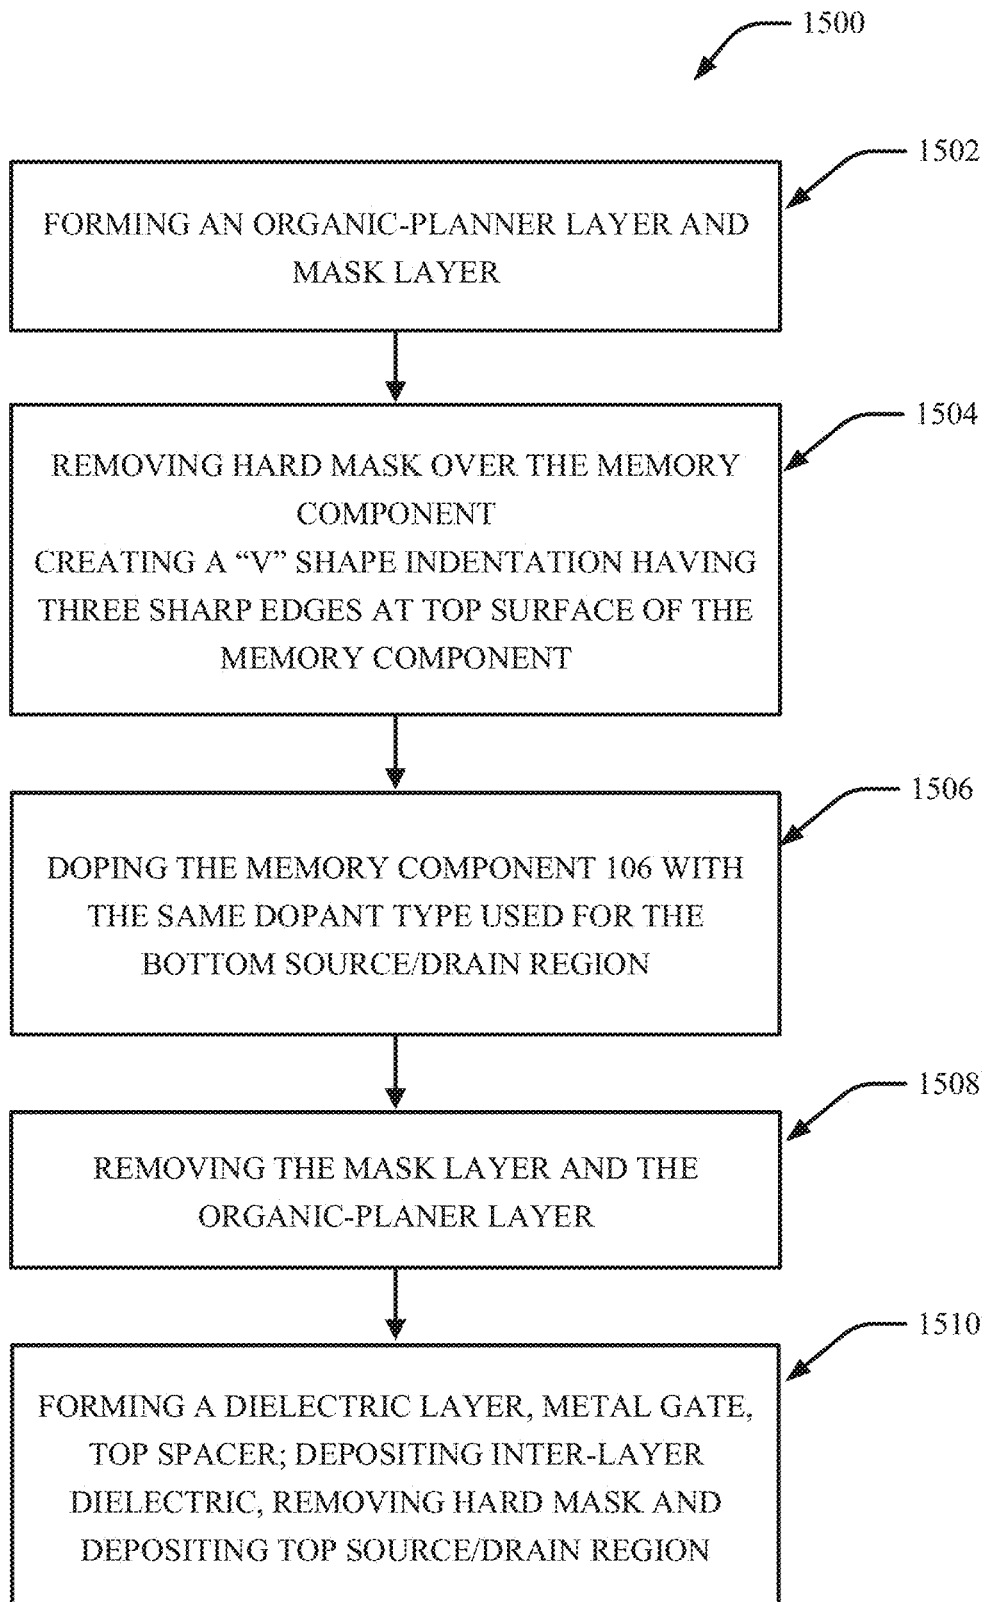 1500
1502
FORMING AN ORGANIC-PLANNER LAYER AND
MASK LAYER
1504
REMOVING HARD MASK OVER THE MEMORY
COMPONENT
CREATING A “V” SHAPE INDENTATION HAVING
THREE SHARP EDGES AT TOP SURFACE OF THE
MEMORY COMPONENT
1506
DOPING THE MEMORY COMPONENT 106 WITH
THE SAME DOPANT TYPE USED FOR THE
BOTTOM SOURCE/DRAIN REGION
1508
REMOVING THE MASK LAYER AND THE
ORGANIC-PLANER LAYER
1510
FORMING A DIELECTRIC LAYER, METAL GATE,
TOP SPACER; DEPOSITING INTER-LAYER
DIELECTRIC, REMOVING HARD MASK AND
DEPOSITING TOP SOURCE/DRAIN REGION